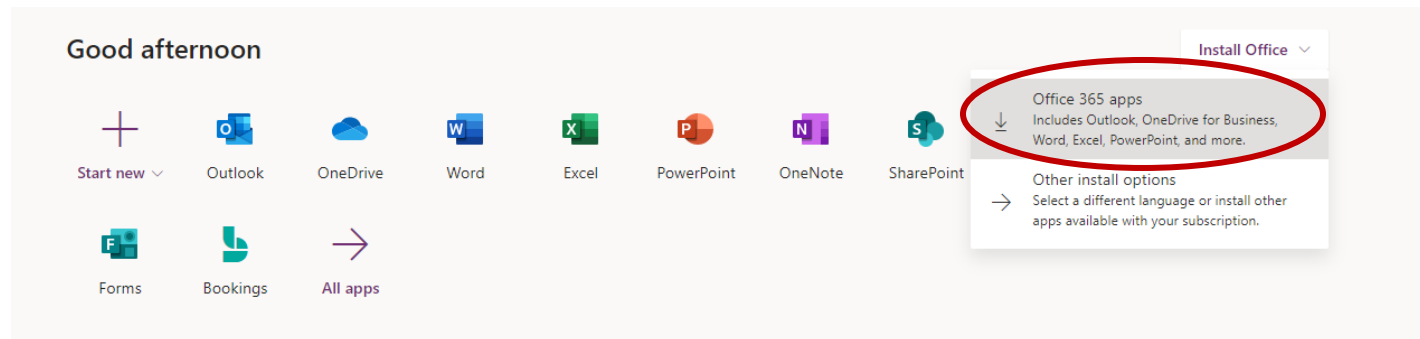 Good afternoon
Install Office
Office 365 apps
Includes Outlook, OneDrive for Business,
Word, Excel, PowerPoint, and more.
Other install options
Select a different language or install other
apps available with your subscription.
Start new Outlook OneDrive Word Excel PowerPoint OneNote SharePoint
Forms Bookings All apps